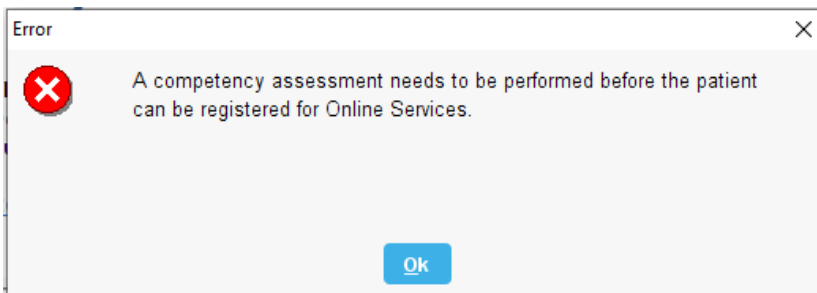 Error
A competency assessment needs to be performed before the patient
can be registered for Online Services.
Ok